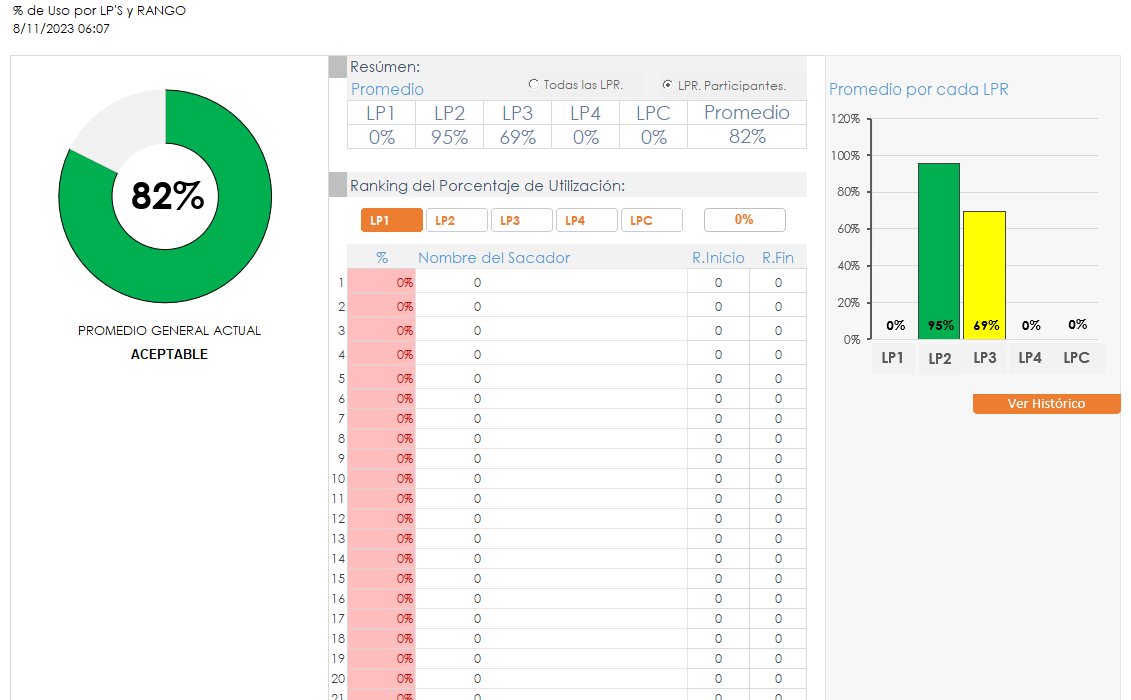 % de Uso por LP'S y RANGO
8/11/2023 06:07
82%
PROMEDIO GENERAL ACTUAL
ACEPTABLE
Resúmen:
Promedio
Todas las LPR.
LPR. Participantes.
LP1 LP2 LP3 LP4 LPC Promedio
0% 95% 69% 0% 0% 82%
Ranking del Porcentaje de Utilización:
LP1 LP2 LP3 LP4 LPC 0%
% Nombre del Sacador R.Inicio R.Fin
1 0% 0 0 0
2 0% 0 0 0
3 0% 0 0 0
4 0% 0 0 0
5 0% 0 0 0
6 0% 0 0 0
7 0% 0 0 0
8 0% 0 0 0
9 0% 0 0 0
10 0% 0 0 0
11 0% 0 0 0
12 0% 0 0 0
13 0% 0 0 0
14 0% 0 0 0
15 0% 0 0 0
16 0% 0 0 0
17 0% 0 0 0
18 0% 0 0 0
19 0% 0 0 0
20 0% 0 0 0
21 0% 0 0 0
Promedio por cada LPR
120%
100%
80%
60%
40%
20%
0%
0% 95% 69% 0% 0%
LP1 LP2 LP3 LP4 LPC
Ver Histórico